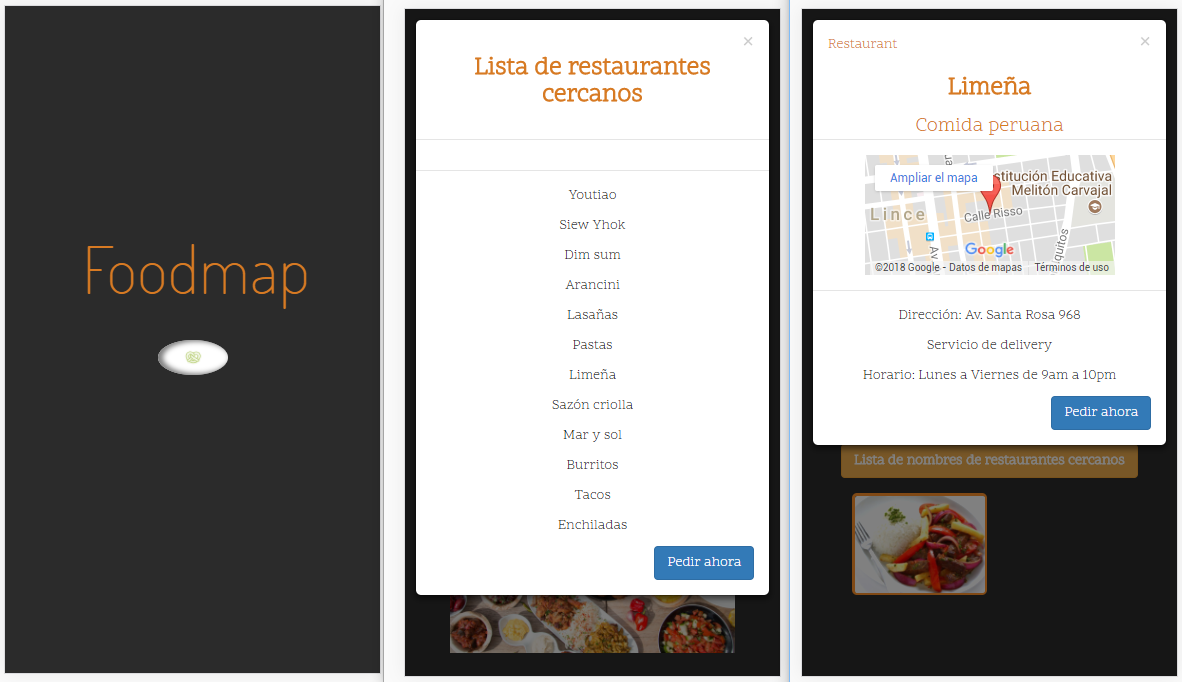 Foodmap
×
Lista de restaurantes
cercanos
Youtiao
Siew Yhok
Dim sum
Arancini
Lasañas
Pastas
Limeña
Sazón criolla
Mar y sol
Burritos
Tacos
Enchiladas
Pedir ahora
Restaurant
×
Limeña
Comida peruana
Ampliar el mapa
stitución Educativa
Melitón Carvajal
Lince
Calle Risso
Av
quitos
Google
©2018 Google - Datos de mapas
Términos de uso
Dirección: Av. Santa Rosa 968
Servicio de delivery
Horario: Lunes a Viernes de 9am a 10pm
Pedir ahora
Lista de nombres de restaurantes cercanos